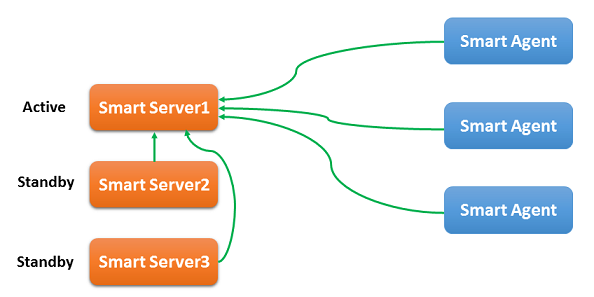 Smart Agent
Active
Smart Server1
Smart Agent
Standby
Smart Server2
Smart Agent
Standby
Smart Server3